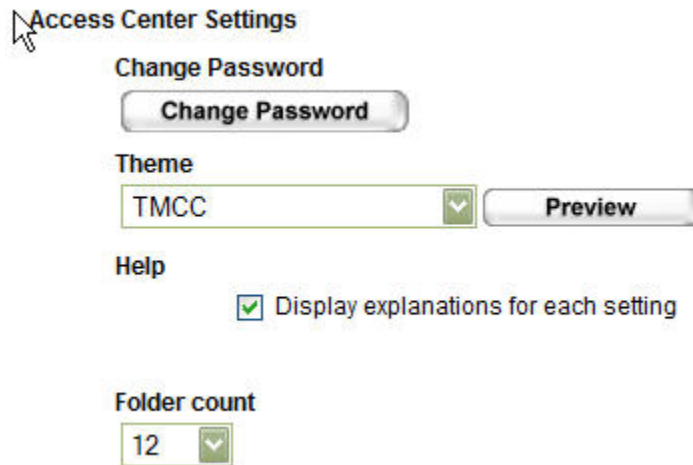 Access Center Settings
Change Password
Change Password
Theme
TMCC Preview
Help
Display explanations for each setting
Folder count
12